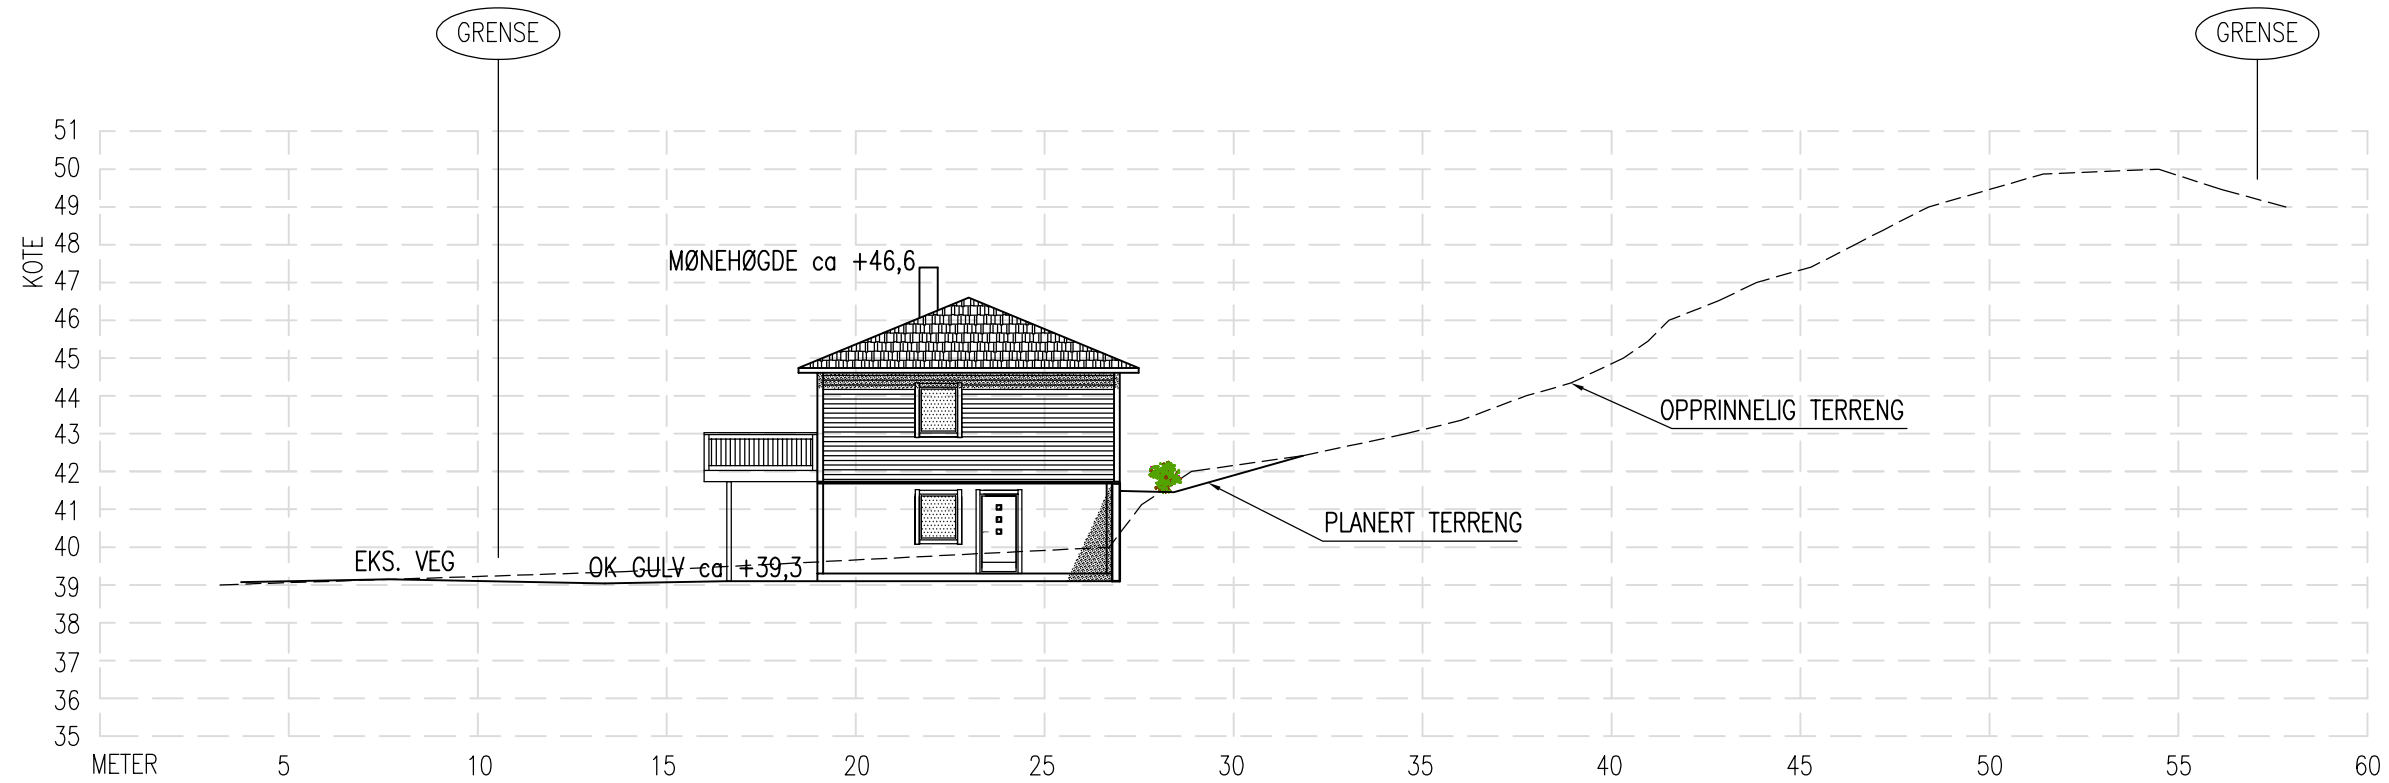 GRENSE
GRENSE
51
50
49
48
47
46
45
44
43
42
41
40
39
38
37
36
35
KOTE
MØNEHØGDE ca +46,6
OPPRINNELIG TERRENG
PLANERT TERRENG
EKS. VEG
OK GULV ca +39,3
METER 5 10 15 20 25 30 35 40 45 50 55 60